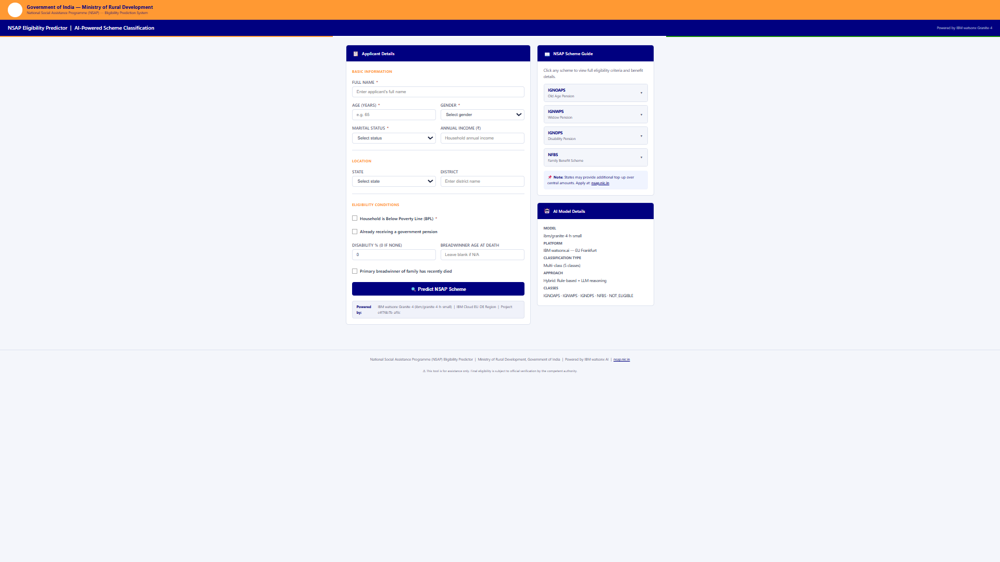 Government of India — Ministry of Rural Development
National Social Assistance Programme (NSAP) — Eligibility Prediction System
NSAP Eligibility Predictor | AI-Powered Scheme Classification
Powered by IBM watsonx Granite-4
Applicant Details
BASIC INFORMATION
FULL NAME *
Enter applicant's full name
AGE (YEARS) *
GENDER *
e.g. 65
Select gender
MARITAL STATUS *
ANNUAL INCOME (₹)
Select status
Household annual income
LOCATION
STATE
DISTRICT
Select state
Enter district name
ELIGIBILITY CONDITIONS
Household is Below Poverty Line (BPL) *
Already receiving a government pension
DISABILITY % (0 IF NONE)
BREADWINNER AGE AT DEATH
0
Leave blank if N/A
Primary breadwinner of family has recently died
Predict NSAP Scheme
Powered by:
IBM watsonx Granite-4 (ibm/granite-4-h-small) | IBM Cloud EU-DE Region | Project:
c4f76b7b-af3c
NSAP Scheme Guide
Click any scheme to view full eligibility criteria and benefit
details.
IGNOAPS
Old Age Pension
IGNWPS
Widow Pension
IGNDPS
Disability Pension
NFBS
Family Benefit Scheme
Note: States may provide additional top-up over
central amounts. Apply at: nsap.nic.in
AI Model Details
MODEL
ibm/granite-4-h-small
PLATFORM
IBM watsonx.ai — EU Frankfurt
CLASSIFICATION TYPE
Multi-class (5 classes)
APPROACH
Hybrid: Rule-based + LLM reasoning
CLASSES
IGNOAPS · IGNWPS · IGNDPS · NFBS · NOT_ELIGIBLE
National Social Assistance Programme (NSAP) Eligibility Predictor | Ministry of Rural Development, Government of India | Powered by IBM watsonx AI | nsap.nic.in
⚠ This tool is for assistance only. Final eligibility is subject to official verification by the competent authority.